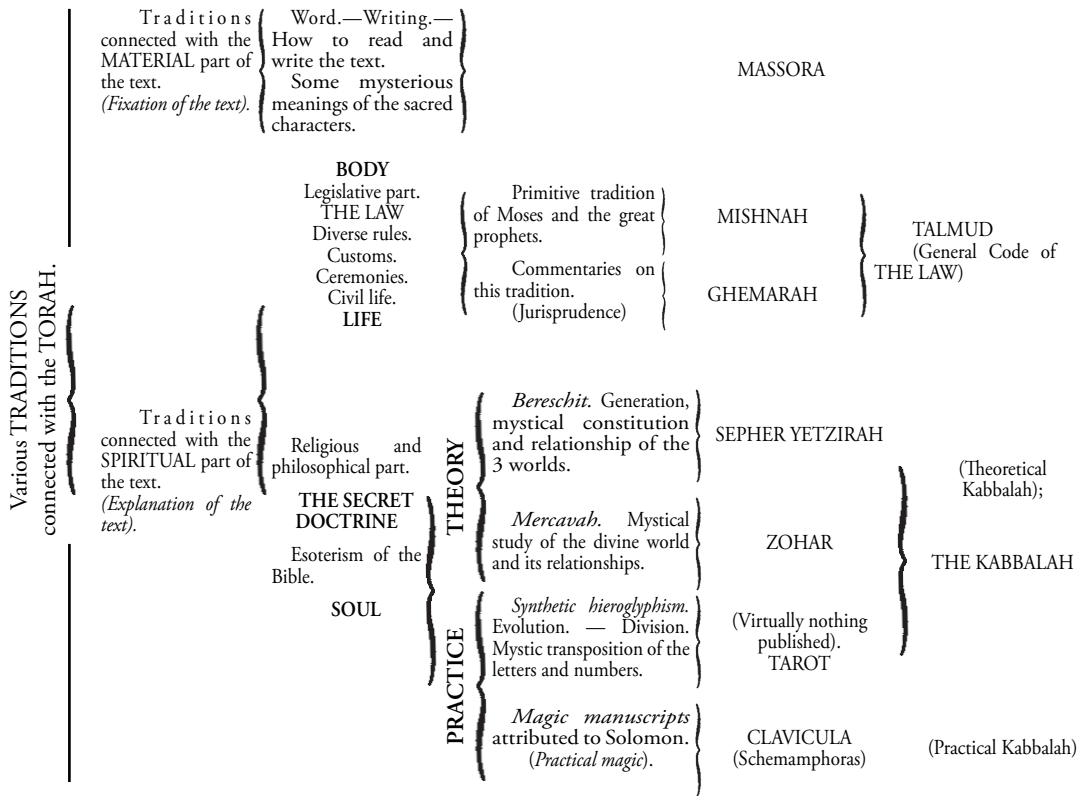 Various TRADITIONS
connected with the TORAH.
Traditions
connected with the
MATERIAL part of
the text.
(Fixation of the text).
Word.—Writing.—
How to read and
write the text.
Some mysterious
meanings of the sacred
characters.
MASSORA
Traditions
connected with the
SPIRITUAL part of
the text.
(Explanation of the
text).
BODY
Legislative part.
THE LAW
Diverse rules.
Customs.
Ceremonies.
Civil life.
LIFE
Primitive tradition
of Moses and the great
prophets.
MISHNAH
Commentaries on
this tradition.
(Jurisprudence)
GHEMARAH
TALMUD
(General Code of
THE LAW)
Religious and
philosophical part.
THE SECRET
DOCTRINE
Esoterism of the
Bible.
SOUL
THEORY
Bereschit. Generation,
mystical constitution
and relationship of the
3 worlds.
SEPHER YETZIRAH
Mercavah. Mystical
study of the divine world
and its relationships.
ZOHAR
(Theoretical
Kabbalah);
THE KABBALAH
PRACTICE
Synthetic hieroglyphism.
Evolution. — Division.
Mystic transposition of the
letters and numbers.
(Virtually nothing
published).
TAROT
Magic manuscripts
attributed to Solomon.
(Practical magic).
CLAVICULA
(Schemamphoras)
(Practical Kabbalah)